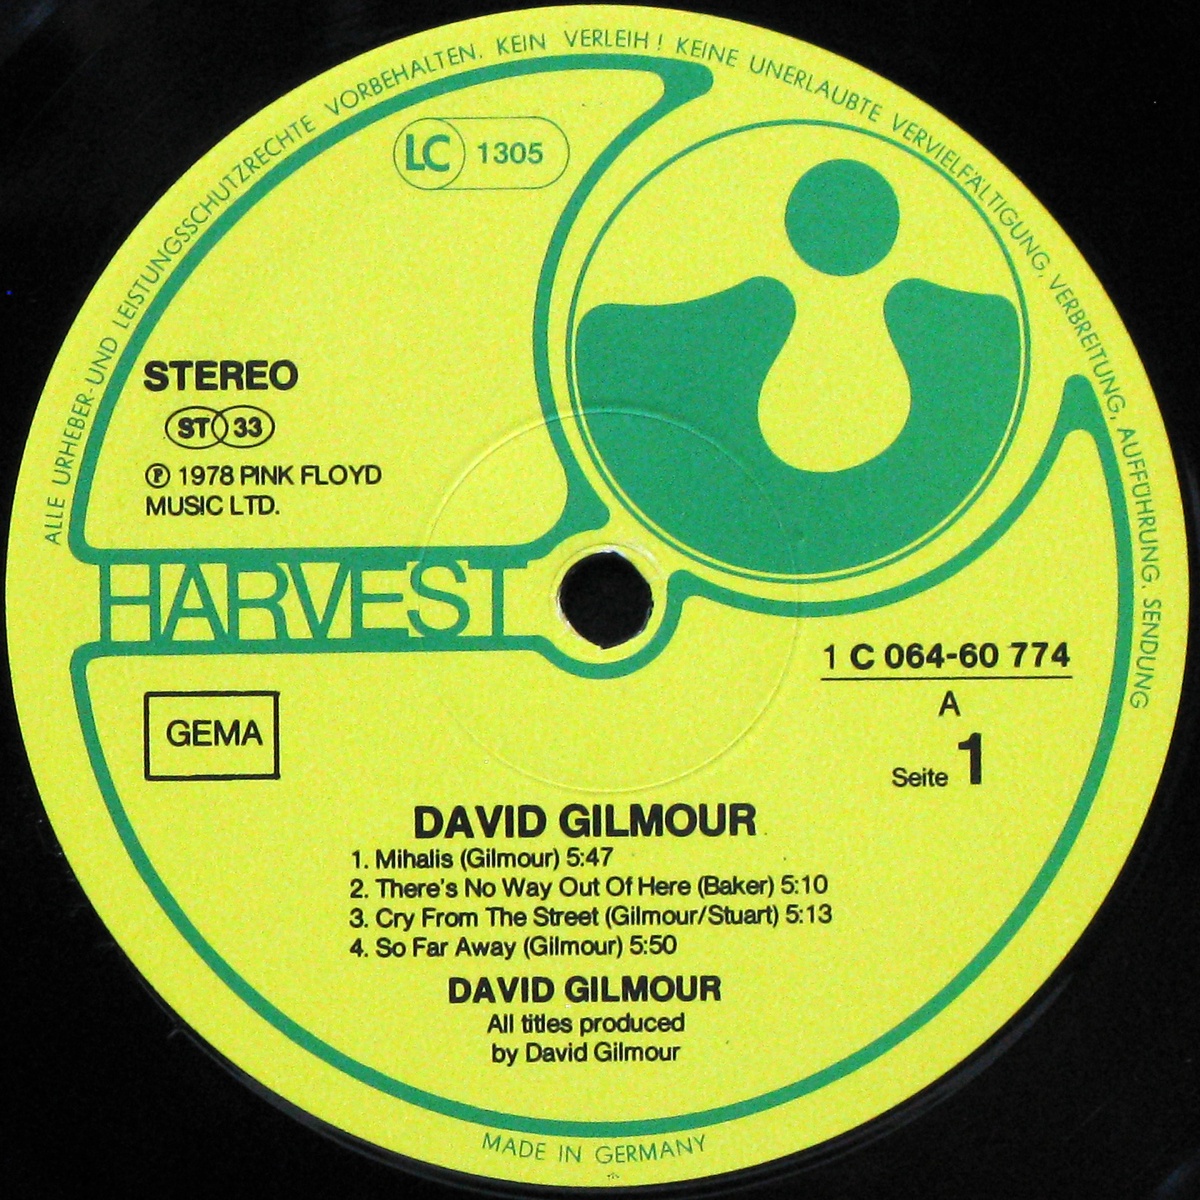 ALLE URHEBER- UND LEISTUNGSSCHUTZRECHTE VORBEHALTEN. KEIN VERLEIH! KEINE UNERLAUBTE VERVIELFÄLTIGUNG, VERBREITUNG, AUFFÜHRUNG. SENDUNG
LC 1305
STEREO
ST 33
Ⓟ 1978 PINK FLOYD
MUSIC LTD.
HARVEST
GEMA
1 C 064-60 774
A
Seite 1
DAVID GILMOUR
1. Mihalis (Gilmour) 5:47
2. There's No Way Out Of Here (Baker) 5:10
3. Cry From The Street (Gilmour/Stuart) 5:13
4. So Far Away (Gilmour) 5:50
DAVID GILMOUR
All titles produced
by David Gilmour
MADE IN GERMANY